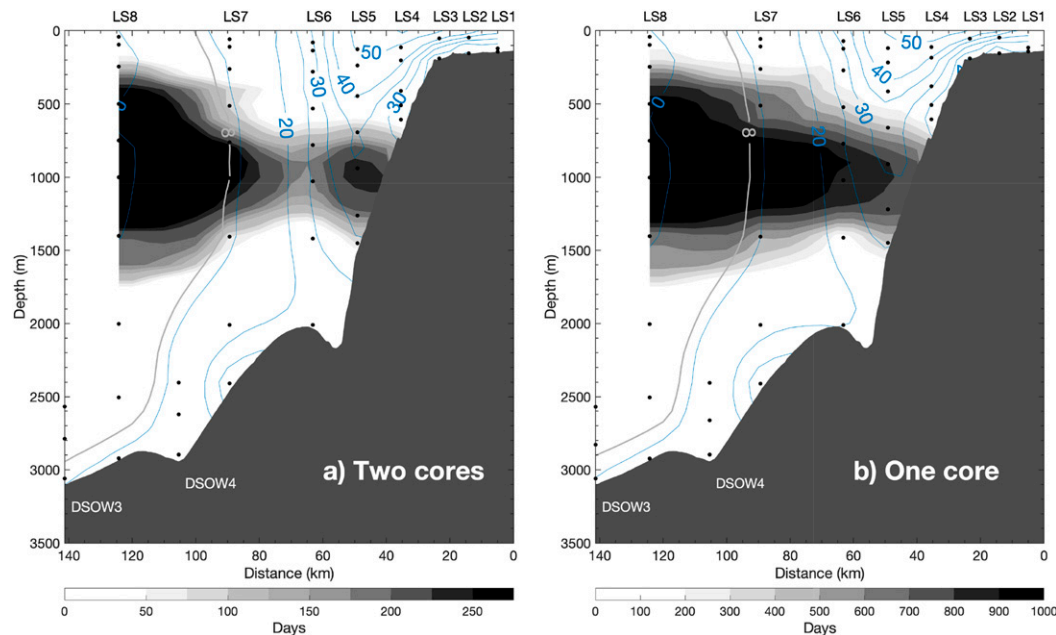 LS8 LS7 LS6 LS5 LS4 LS3 LS2 LS1
0
500
1000
1500
2000
2500
3000
3500
Depth (m)
0
8
20
30
40
50
30
a) Two cores
DSOW4
DSOW3
140 120 100 80 60 40 20 0
Distance (km)
0 50 100 150 200 250
Days
LS8 LS7 LS6 LS5 LS4 LS3 LS2 LS1
0
500
1000
1500
2000
2500
3000
3500
Depth (m)
0
8
20
30
40
50
30
b) One core
DSOW4
DSOW3
140 120 100 80 60 40 20 0
Distance (km)
0 100 200 300 400 500 600 700 800 900 1000
Days